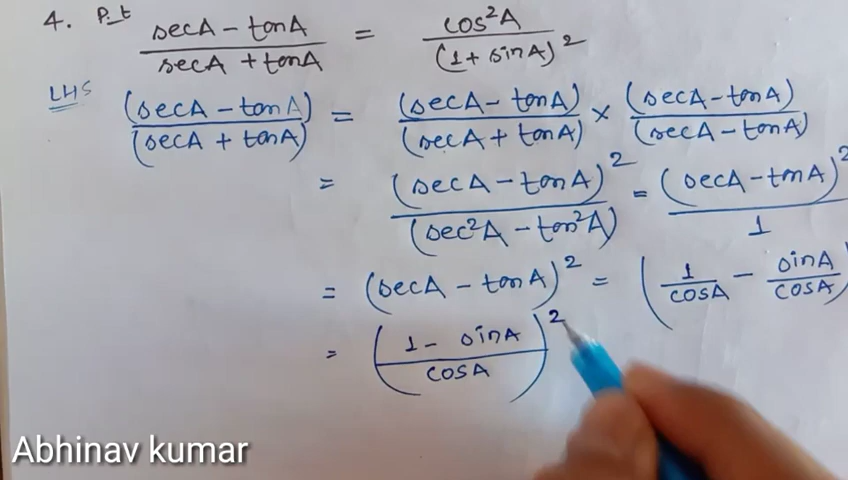 4. P.t (secA - tanA)/(secA + tanA) = cos²A/(1 + sinA)²
LHS (secA - tanA)/(secA + tanA) = (secA - tanA)/(secA + tanA) × (secA - tanA)/(secA - tanA)
= (secA - tanA)²/(sec²A - tan²A) = (secA - tanA)²/1
= (secA - tanA)² = (1/cosA - sinA/cosA)
= ((1 - sinA)/cosA)²
Abhinav kumar